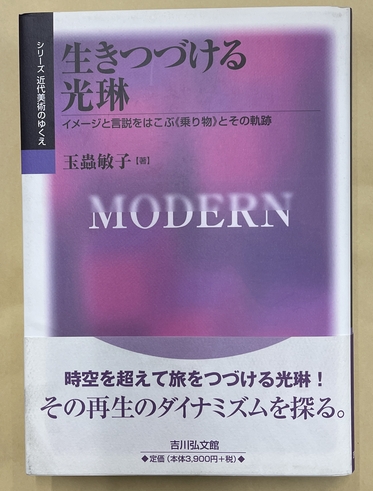 シリーズ 近代美術のゆくえ
生きつづける
光琳
イメージと言説をはこぶ《乗り物》とその軌跡
玉蟲敏子【著】
MODERN
時空を超えて旅をつづける光琳！
その再生のダイナミズムを探る。
吉川弘文館
◆定価（本体3,900円＋税）◆